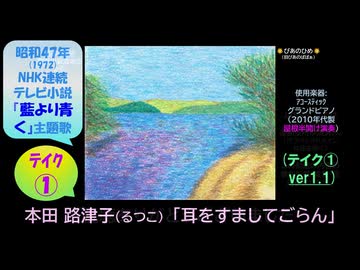 昭和47年
(1972)
NHK連続
テレビ小説
「藍より青
く」主題歌
テイク
①
☀ぴあのひめ☀
(旧ぴあのばばぁ)
使用楽器:
アコースティック
グランドピアノ
(2010年代製
屋根半開け演奏)
(テイク①
ver1.1)
本田 路津子(るつこ) 「耳をすましてごらん」